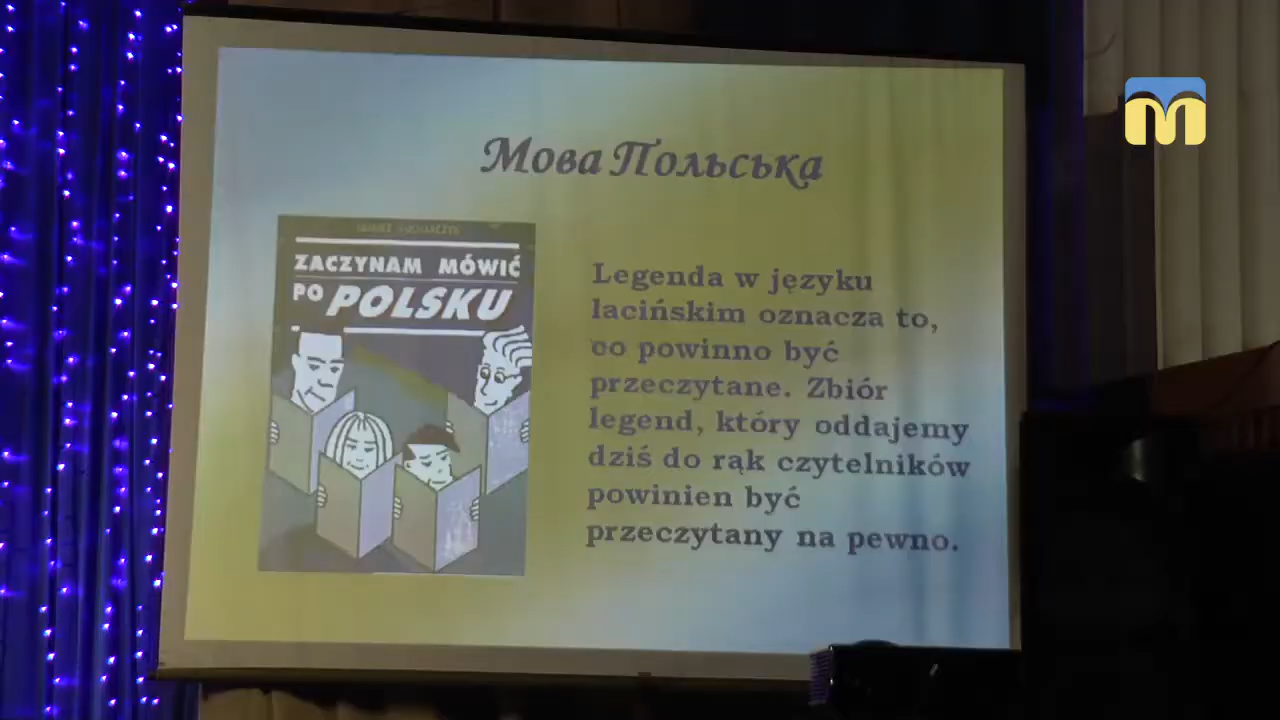 Мова Польська
ZACZYNAM MÓWIĆ
PO POLSKU
Legenda w języku
lacińskim oznacza to,
co powinno być
przeczytane. Zbiór
legend, który oddajemy
dziś do rąk czytelników
powinien być
przeczytany na pewno.